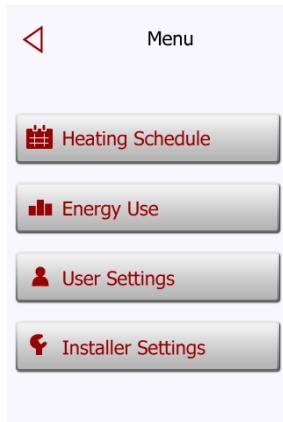 Menu
Heating Schedule
Energy Use
User Settings
Installer Settings